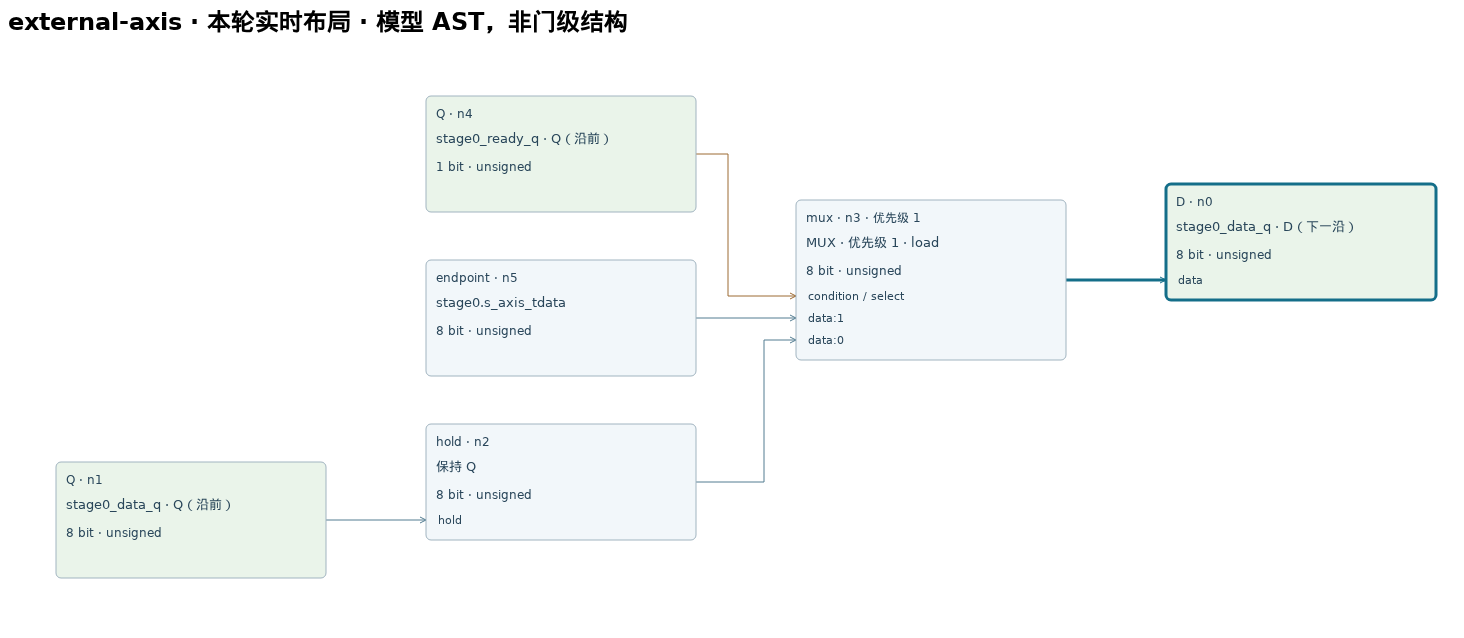 external-axis · 本轮实时布局 · 模型 AST，非门级结构
Q · n4
stage0_ready_q · Q（沿前）
1 bit · unsigned
endpoint · n5
stage0.s_axis_tdata
8 bit · unsigned
hold · n2
保持 Q
8 bit · unsigned
hold
Q · n1
stage0_data_q · Q（沿前）
8 bit · unsigned
mux · n3 · 优先级 1
MUX · 优先级 1 · load
8 bit · unsigned
condition / select
data:1
data:0
D · n0
stage0_data_q · D（下一沿）
8 bit · unsigned
data